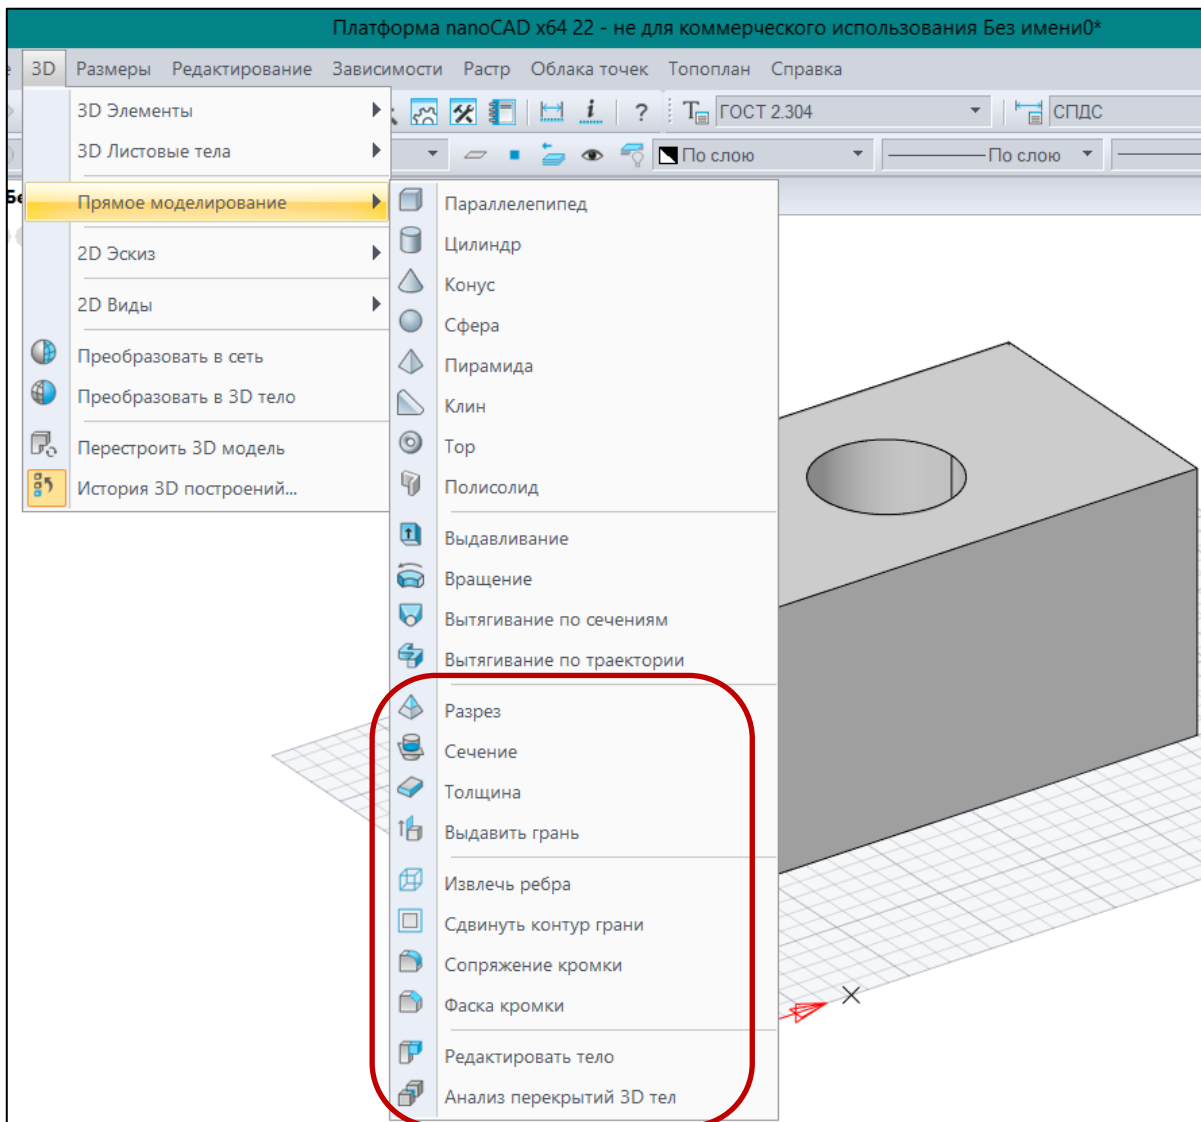 Платформа nanoCAD x64 22 - не для коммерческого использования Без имени0*
3D Размеры Редактирование Зависимости Растр Облака точек Топоплан Справка
3D Элементы
? ГОСТ 2.304 СПДС
3D Листовые тела
По слою По слою
Прямое моделирование
Параллелепипед
Цилиндр
2D Эскиз
Конус
2D Виды
Сфера
Преобразовать в сеть
Пирамида
Преобразовать в 3D тело
Клин
Перестроить 3D модель
Тор
История 3D построений...
Полисолид
Выдавливание
Вращение
Вытягивание по сечениям
Вытягивание по траектории
Разрез
Сечение
Толщина
Выдавить грань
Извлечь ребра
Сдвинуть контур грани
Сопряжение кромки
Фаска кромки
Редактировать тело
Анализ перекрытий 3D тел